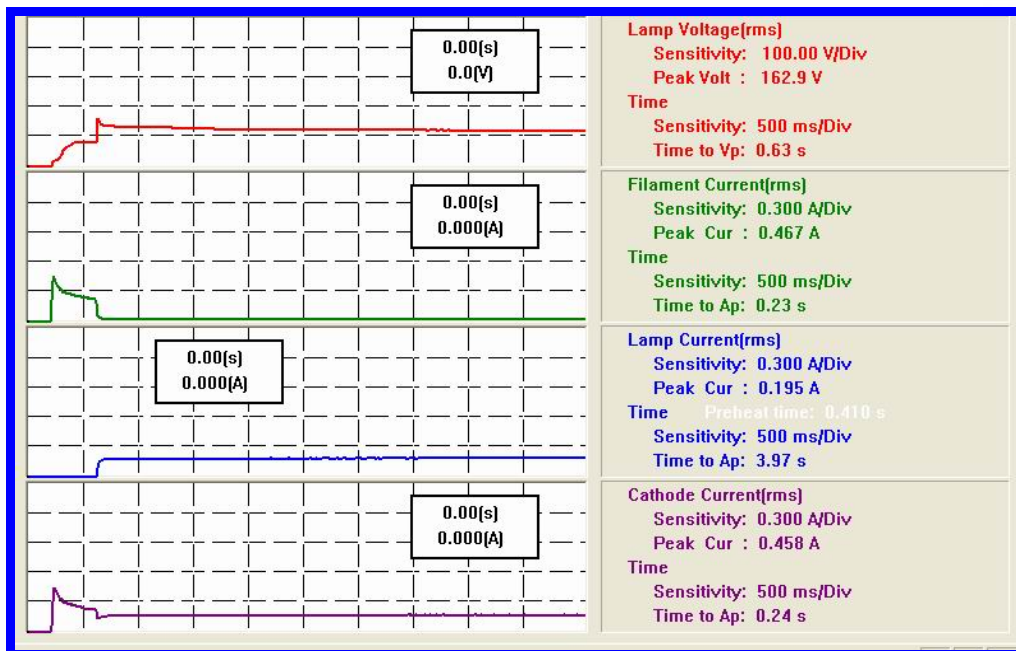 0.00(s)
0.0(V)
Lamp Voltage(rms)
Sensitivity: 100.00 V/Div
Peak Volt : 162.9 V
Time
Sensitivity: 500 ms/Div
Time to Vp: 0.63 s
0.00(s)
0.000(A)
Filament Current(rms)
Sensitivity: 0.300 A/Div
Peak Cur : 0.467 A
Time
Sensitivity: 500 ms/Div
Time to Ap: 0.23 s
0.00(s)
0.000(A)
Lamp Current(rms)
Sensitivity: 0.300 A/Div
Peak Cur : 0.195 A
Time Preheat time: 0.410 s
Sensitivity: 500 ms/Div
Time to Ap: 3.97 s
0.00(s)
0.000(A)
Cathode Current(rms)
Sensitivity: 0.300 A/Div
Peak Cur : 0.458 A
Time
Sensitivity: 500 ms/Div
Time to Ap: 0.24 s